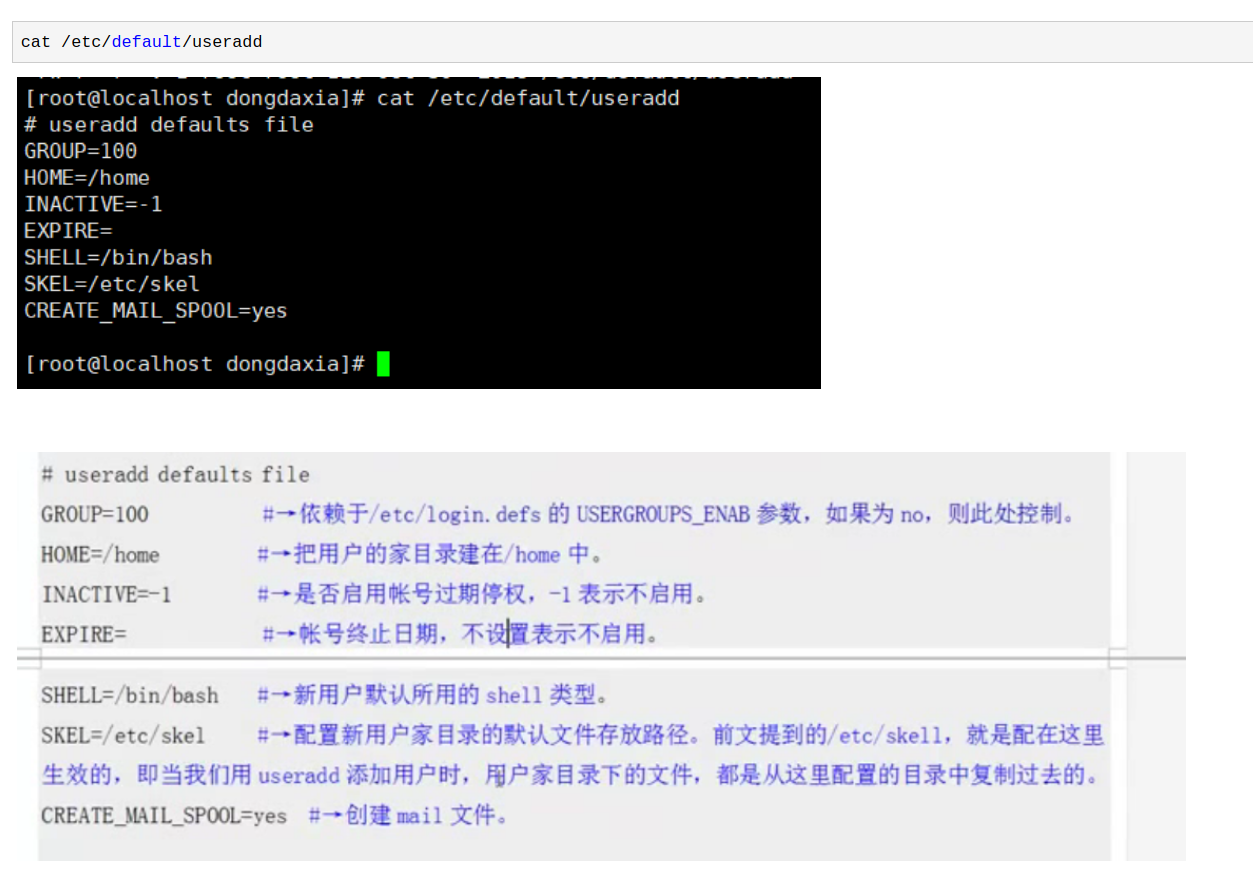 cat /etc/default/useradd
[root@localhost dongdaxia]# cat /etc/default/useradd
# useradd defaults file
GROUP=100
HOME=/home
INACTIVE=-1
EXPIRE=
SHELL=/bin/bash
SKEL=/etc/skel
CREATE_MAIL_SPOOL=yes
[root@localhost dongdaxia]#
# useradd defaults file
GROUP=100 #→依赖于/etc/login.defs 的 USERGROUPS_ENAB 参数，如果为 no，则此处控制。
HOME=/home #→把用户的家目录建在/home 中。
INACTIVE=-1 #→是否启用帐号过期停权，-1 表示不启用。
EXPIRE= #→帐号终止日期，不设置表示不启用。
SHELL=/bin/bash #→新用户默认所用的 shell 类型。
SKEL=/etc/skel #→配置新用户家目录的默认文件存放路径。前文提到的/etc/skell，就是配在这里
生效的，即当我们用 useradd 添加用户时，用户家目录下的文件，都是从这里配置的目录中复制过去的。
CREATE_MAIL_SPOOL=yes #→创建 mail 文件。